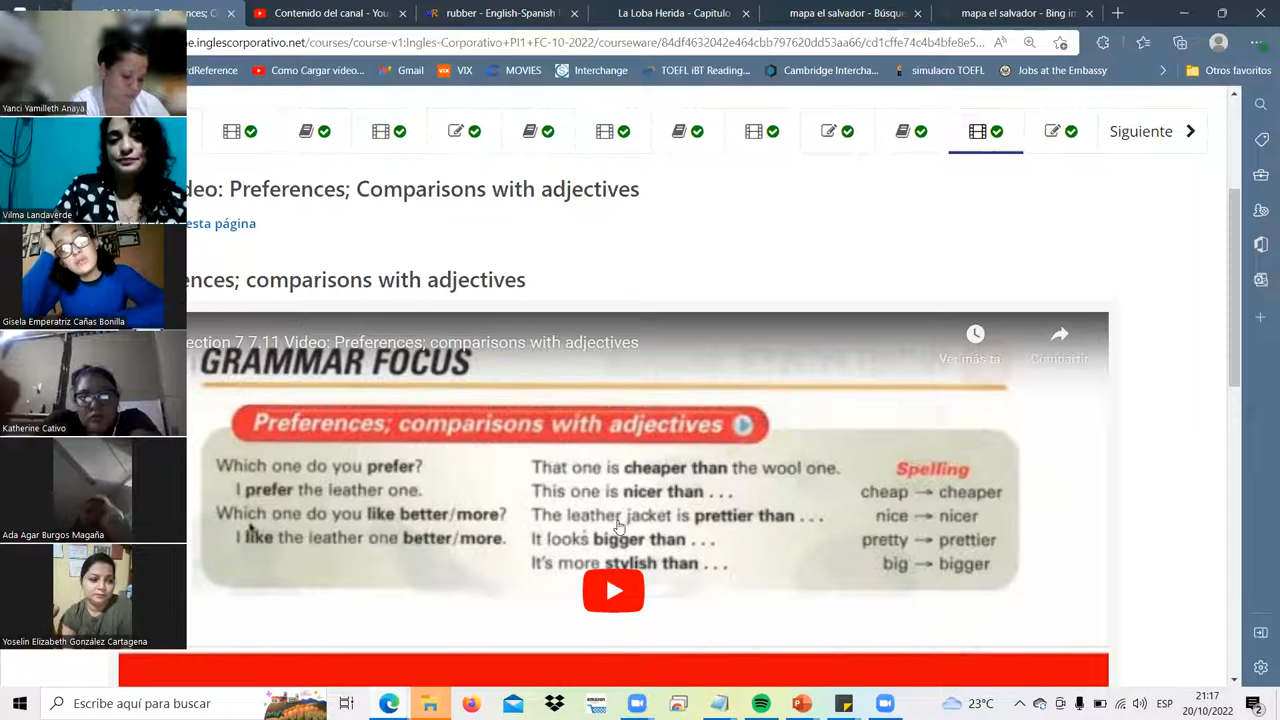 Contenidos del canal - You
rubber - English-Spanish
La Loba Herida - Capítulo
mapa el salvador - Búsque
mapa el salvador - Bing im
e.inglescorporativo.net/courses/course-v1:Ingles-Corporativo+PI1+FC-10-2022/courseware/84df4632042e464cbb797620dd53aa66/cd1cffe74c4b4bfe8e5...
rdReference
Como Cargar vídeo...
Gmail
VIX
MOVIES
Interchange
TOEFL iBT Reading...
Cambridge Intercha...
simulacro TOEFL
Jobs at the Embassy
Otros favoritos
Siguiente
deo: Preferences; Comparisons with adjectives
esta página
ences; comparisons with adjectives
ection 7 7.11 Video: Preferences; comparisons with adjectives
Ver más ta
Compartir
GRAMMAR FOCUS
Preferences; comparisons with adjectives
Which one do you prefer?
I prefer the leather one.
Which one do you like better/more?
I like the leather one better/more.
That one is cheaper than the wool one.
This one is nicer than . . .
The leather jacket is prettier than . . .
It looks bigger than . . .
It's more stylish than . . .
Spelling
cheap → cheaper
nice → nicer
pretty → prettier
big → bigger
Yanci Yamilleth Anaya
Vilma Landaverde
Gisela Emperatriz Cañas Bonilla
Katherine Cativo
Ada Agar Burgos Magaña
Yoselin Elizabeth González Cartagena
Escribe aquí para buscar
23°C
ESP
21:17
20/10/2022
2